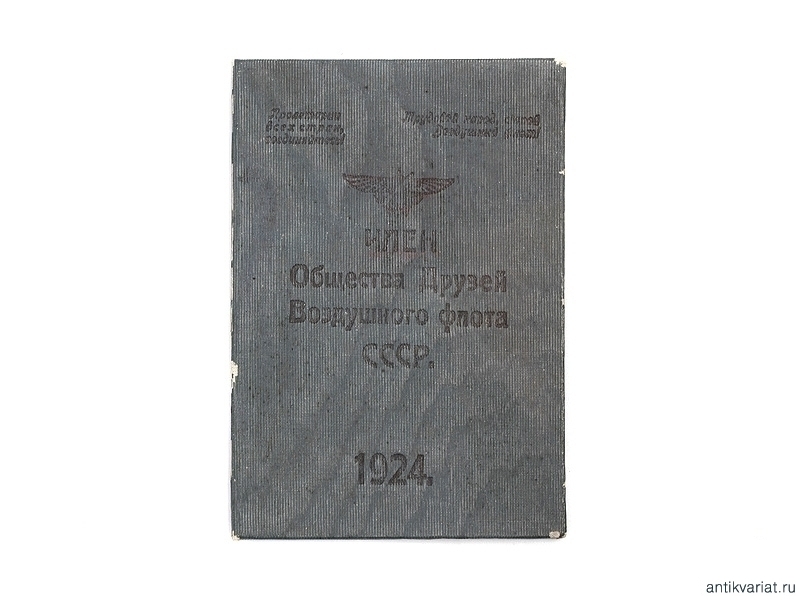 Пролетарии
всех стран,
соединяйтесь!
Трудовой народ, строй
Воздушный флот!
ЧЛЕН
Общества Друзей
Воздушного флота
СССР.
1924.
antikvariat.ru